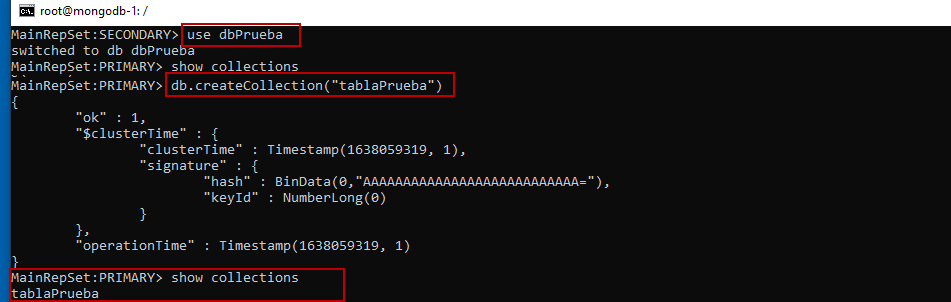 root@mongodb-1: /
MainRepSet:SECONDARY> use dbPrueba
switched to db dbPrueba
MainRepSet:PRIMARY> show collections
MainRepSet:PRIMARY> db.createCollection("tablaPrueba")
{
"ok" : 1,
"$clusterTime" : {
"clusterTime" : Timestamp(1638059319, 1),
"signature" : {
"hash" : BinData(0,"AAAAAAAAAAAAAAAAAAAAAAAAAAA="),
"keyId" : NumberLong(0)
}
},
"operationTime" : Timestamp(1638059319, 1)
}
MainRepSet:PRIMARY> show collections
tablaPrueba